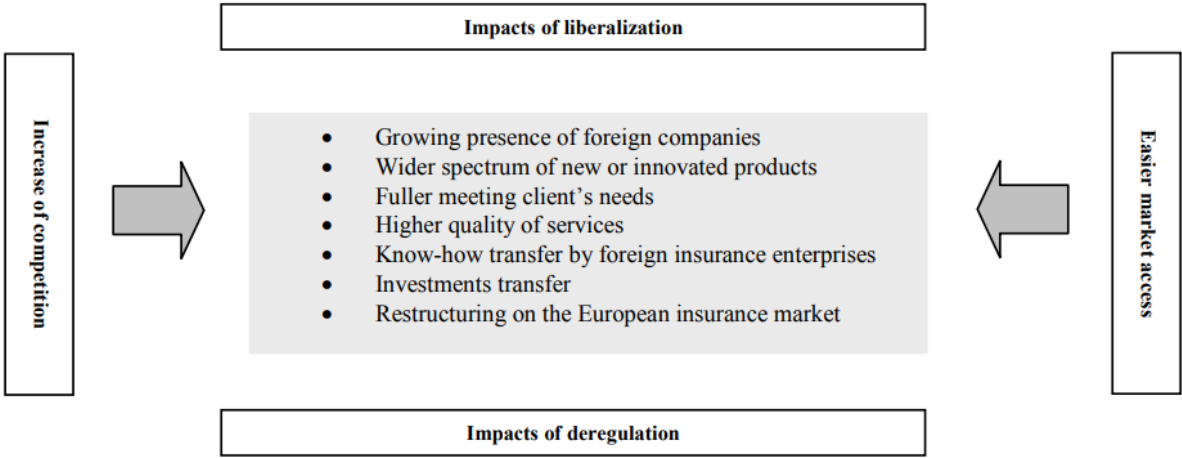 Impacts of liberalization
Increase of competition
• Growing presence of foreign companies
• Wider spectrum of new or innovated products
• Fuller meeting client’s needs
• Higher quality of services
• Know-how transfer by foreign insurance enterprises
• Investments transfer
• Restructuring on the European insurance market
Easier market access
Impacts of deregulation